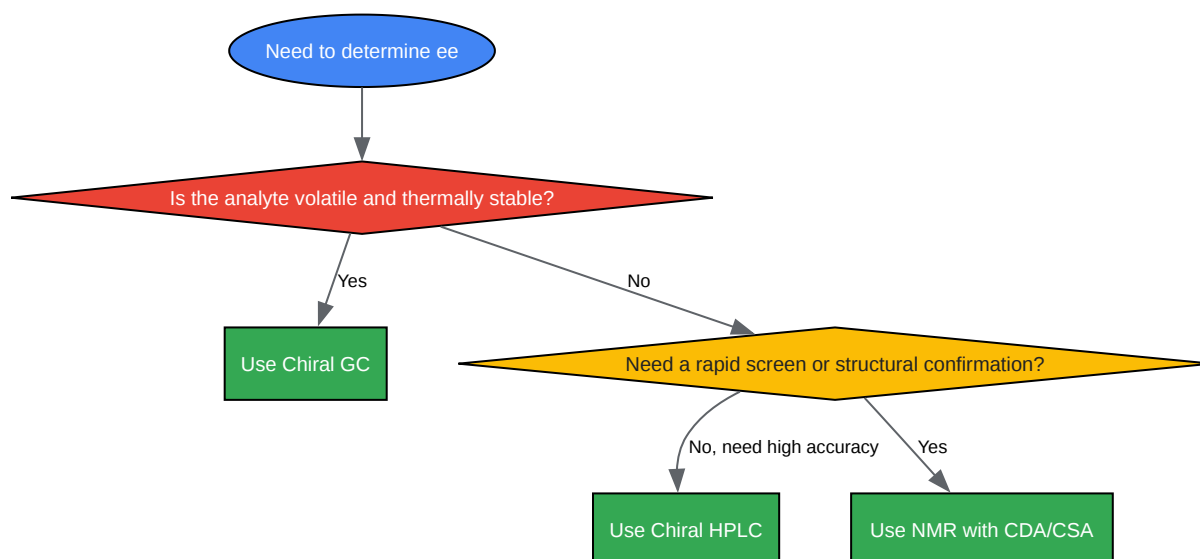 Need to determine ee
Is the analyte volatile and thermally stable?
Yes
No
Use Chiral GC
Need a rapid screen or structural confirmation?
No, need high accuracy
Yes
Use Chiral HPLC
Use NMR with CDA/CSA